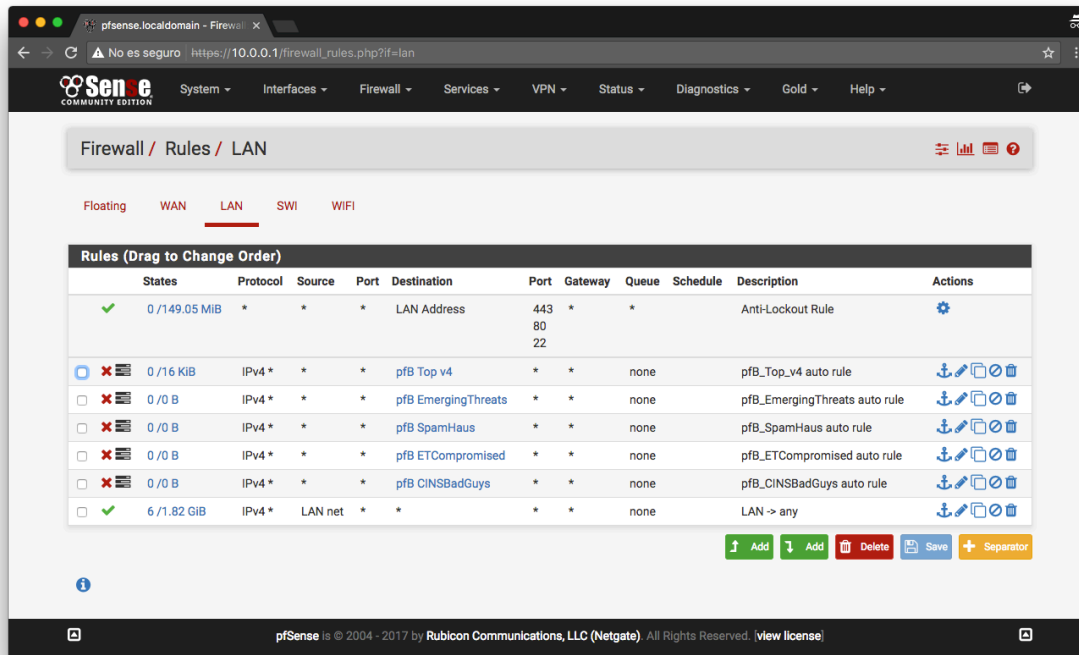 pfsense.localdomain - Firewall
No es seguro https://10.0.0.1/firewall_rules.php?if=lan
Sense
COMMUNITY EDITION
System Interfaces Firewall Services VPN Status Diagnostics Gold Help
Firewall / Rules / LAN
Floating WAN LAN SWI WIFI
Rules (Drag to Change Order)
States Protocol Source Port Destination Port Gateway Queue Schedule Description Actions
0 /149.05 MiB * * * LAN Address 443 * * Anti-Lockout Rule
80
22
0 /16 KiB IPv4 * * * pfB Top v4 * * none pfB_Top_v4 auto rule
0 /0 B IPv4 * * * pfB EmergingThreats * * none pfB_EmergingThreats auto rule
0 /0 B IPv4 * * * pfB SpamHaus * * none pfB_SpamHaus auto rule
0 /0 B IPv4 * * * pfB ETCompromised * * none pfB_ETCompromised auto rule
0 /0 B IPv4 * * * pfB CINSBadGuys * * none pfB_CINSBadGuys auto rule
6 /1.82 GiB IPv4 * LAN net * * * * none LAN -> any
Add Add Delete Save Separator
pfSense is © 2004 - 2017 by Rubicon Communications, LLC (Netgate). All Rights Reserved. [view license]